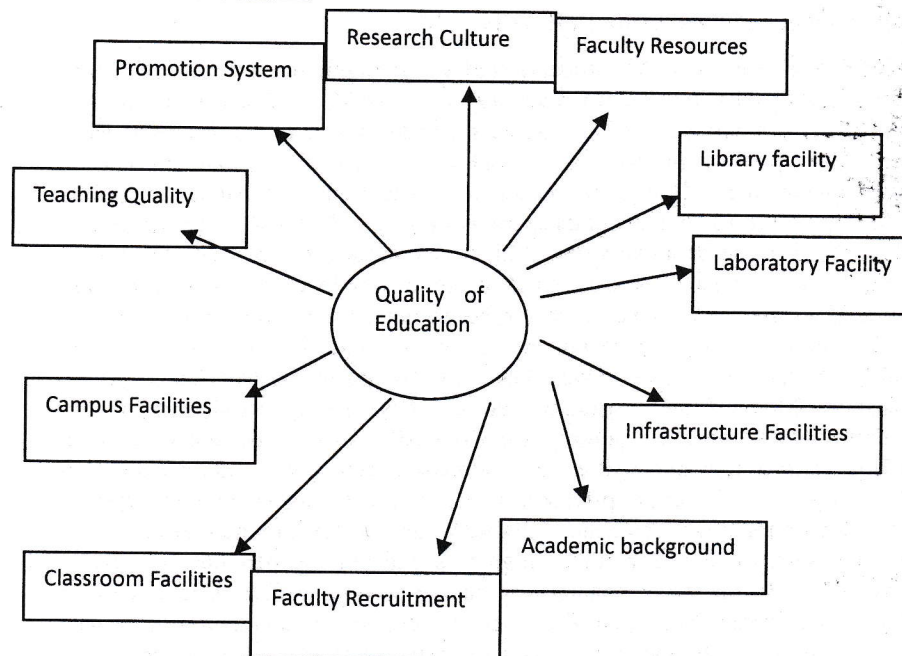 Research Culture
Faculty Resources
Promotion System
Library facility
Teaching Quality
Laboratory Facility
Quality of
Education
Campus Facilities
Infrastructure Facilities
Academic background
Classroom Facilities
Faculty Recruitment